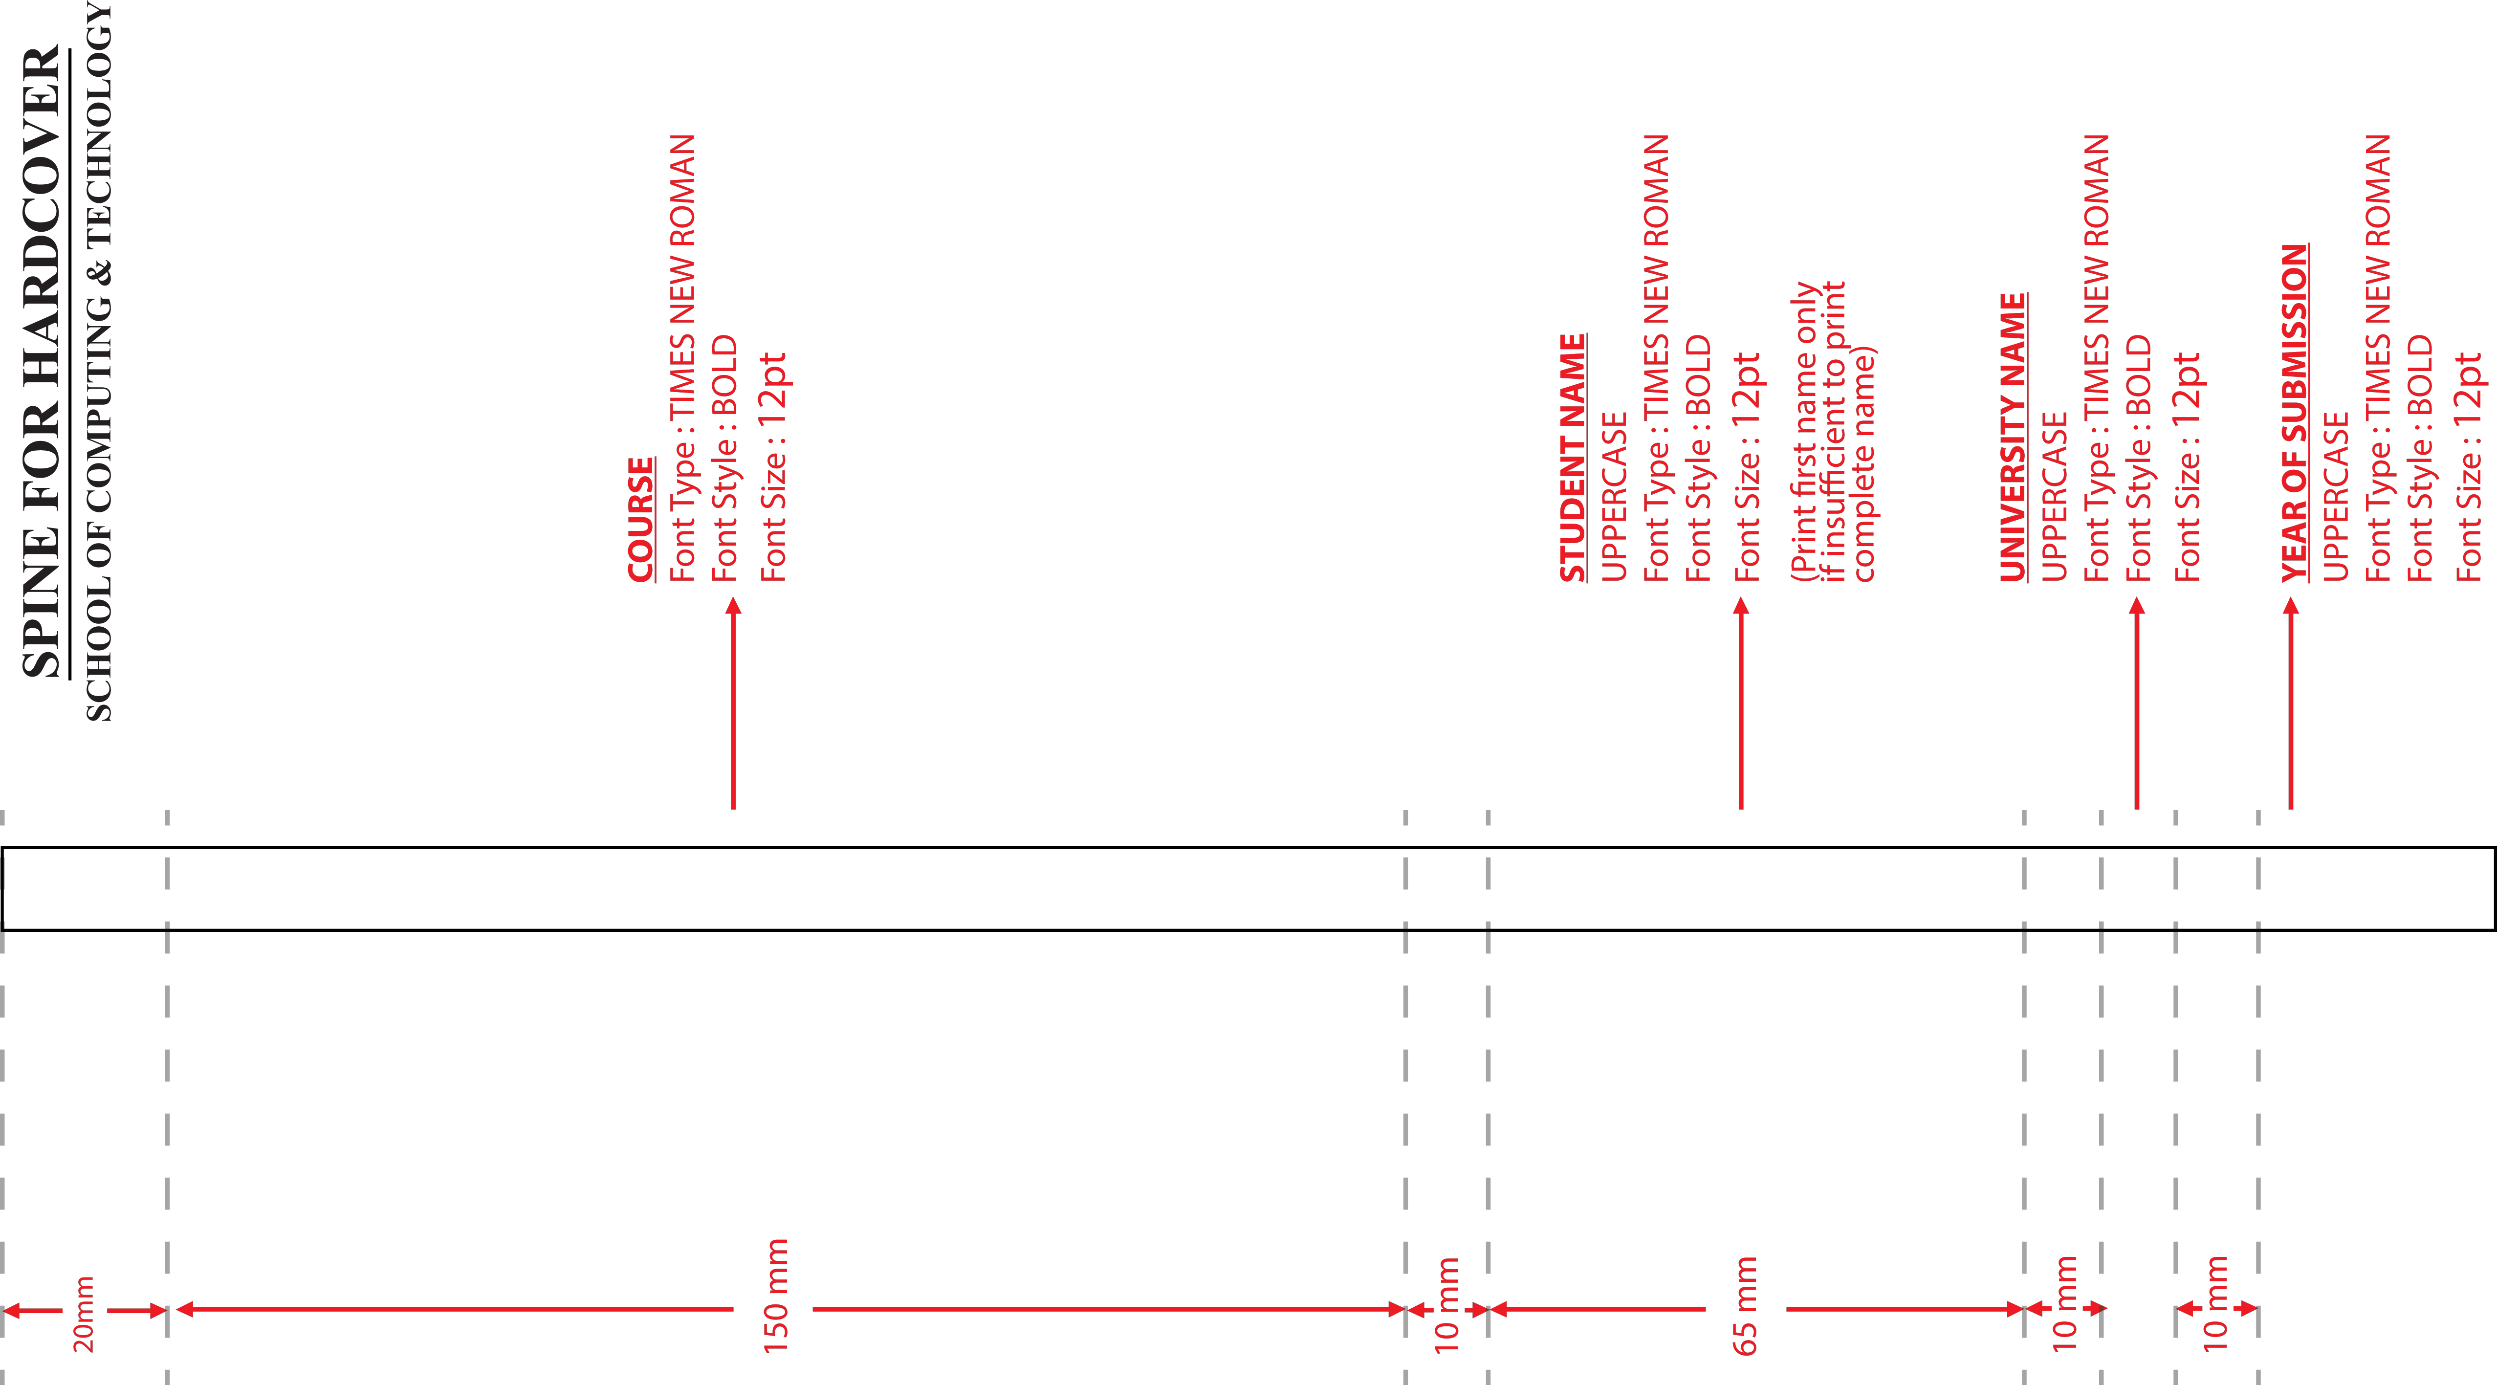 SPINE FOR HARDCOVER
SCHOOL OF COMPUTING & TECHNOLOGY
COURSE
Font Type : TIMES NEW ROMAN
Font Style : BOLD
Font Size : 12pt
STUDENT NAME
UPPERCASE
Font Type : TIMES NEW ROMAN
Font Style : BOLD
Font Size : 12pt
(Print first name only
if insufficient to print
complete name)
UNIVERSITY NAME
UPPERCASE
Font Type : TIMES NEW ROMAN
Font Style : BOLD
Font Size : 12pt
YEAR OF SUBMISSION
UPPERCASE
Font Type : TIMES NEW ROMAN
Font Style : BOLD
Font Size : 12pt
20mm
150 mm
10 mm
65 mm
10 mm
10 mm